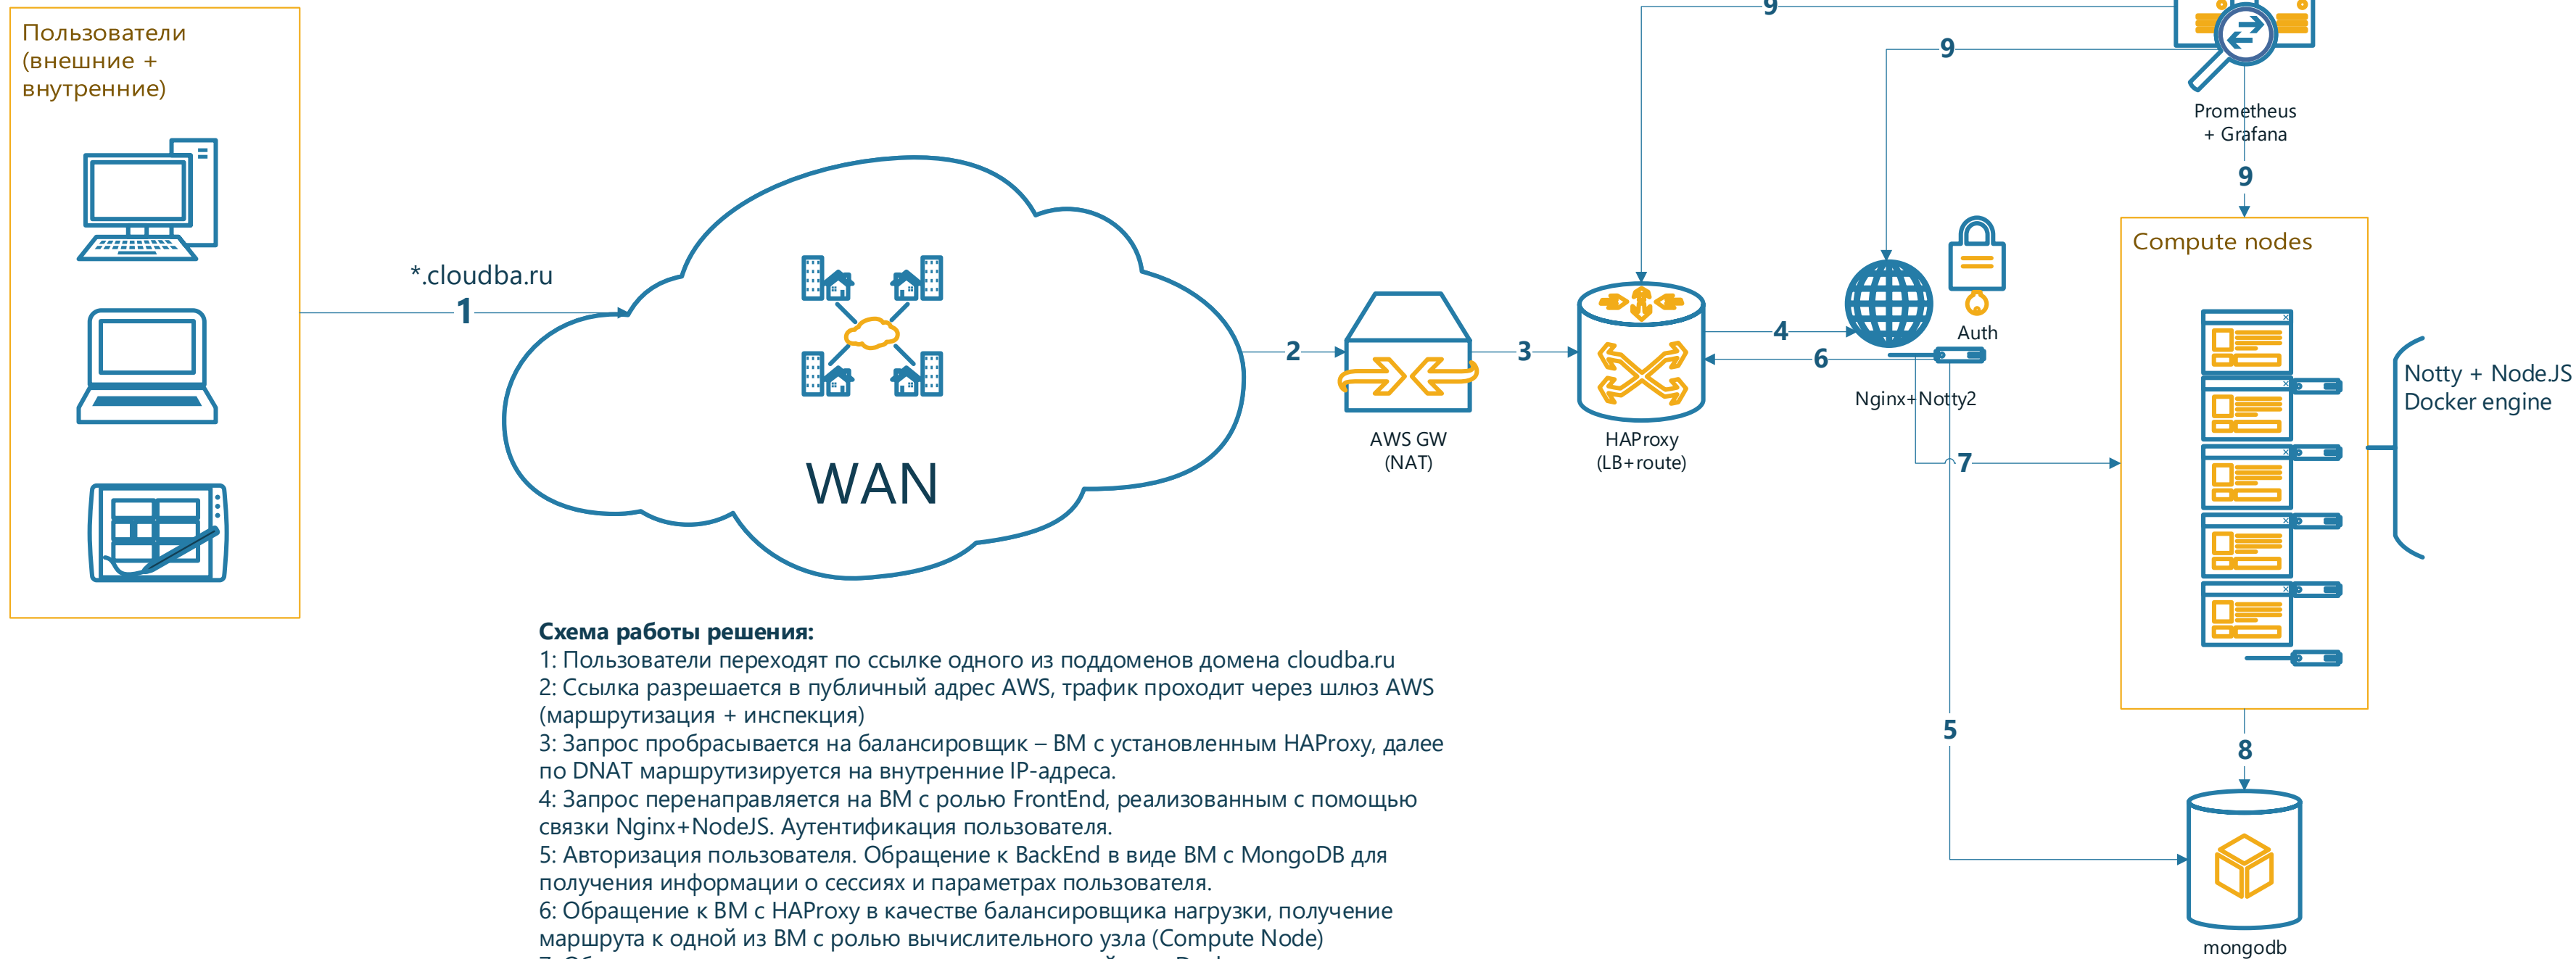 Пользователи
(внешние +
внутренние)
*.cloudba.ru
1
WAN
2
AWS GW
(NAT)
3
HAProxy
(LB+route)
9
9
4
6
Auth
Nginx+Notty2
7
5
Prometheus
+ Grafana
9
Compute nodes
Notty + Node.JS
Docker engine
8
mongodb
Схема работы решения:
1: Пользователи переходят по ссылке одного из поддоменов домена cloudba.ru
2: Ссылка разрешается в публичный адрес AWS, трафик проходит через шлюз AWS
(маршрутизация + инспекция)
3: Запрос пробрасывается на балансировщик – ВМ с установленным HAProxy, далее
по DNAT маршрутизируется на внутренние IP-адреса.
4: Запрос перенаправляется на ВМ с ролью FrontEnd, реализованным с помощью
связки Nginx+NodeJS. Аутентификация пользователя.
5: Авторизация пользователя. Обращение к BackEnd в виде ВМ с MongoDB для
получения информации о сессиях и параметрах пользователя.
6: Обращение к ВМ с HAProxy в качестве балансировщика нагрузки, получение
маршрута к одной из ВМ с ролью вычислительного узла (Compute Node)